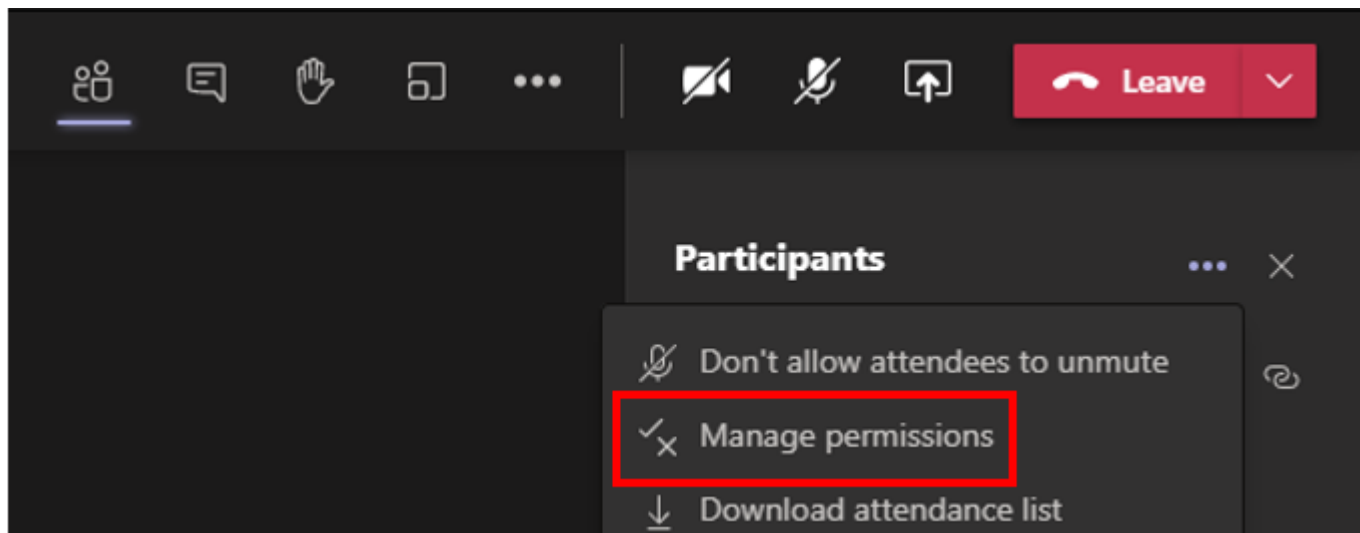 Leave
Participants
Don't allow attendees to unmute
Manage permissions
Download attendance list